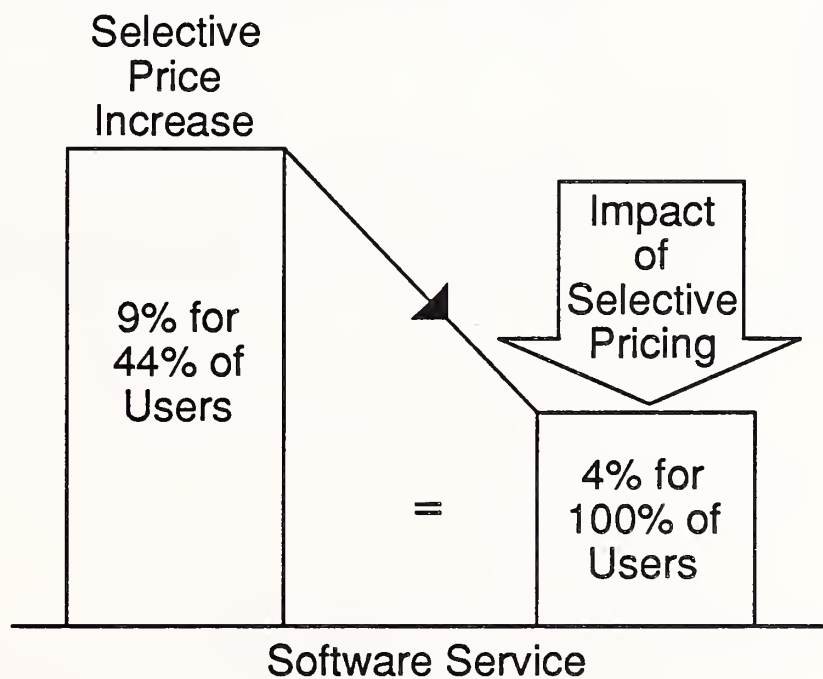 Selective
Price
Increase
9% for
44% of
Users
=
Impact
of
Selective
Pricing
4% for
100% of
Users
Software Service